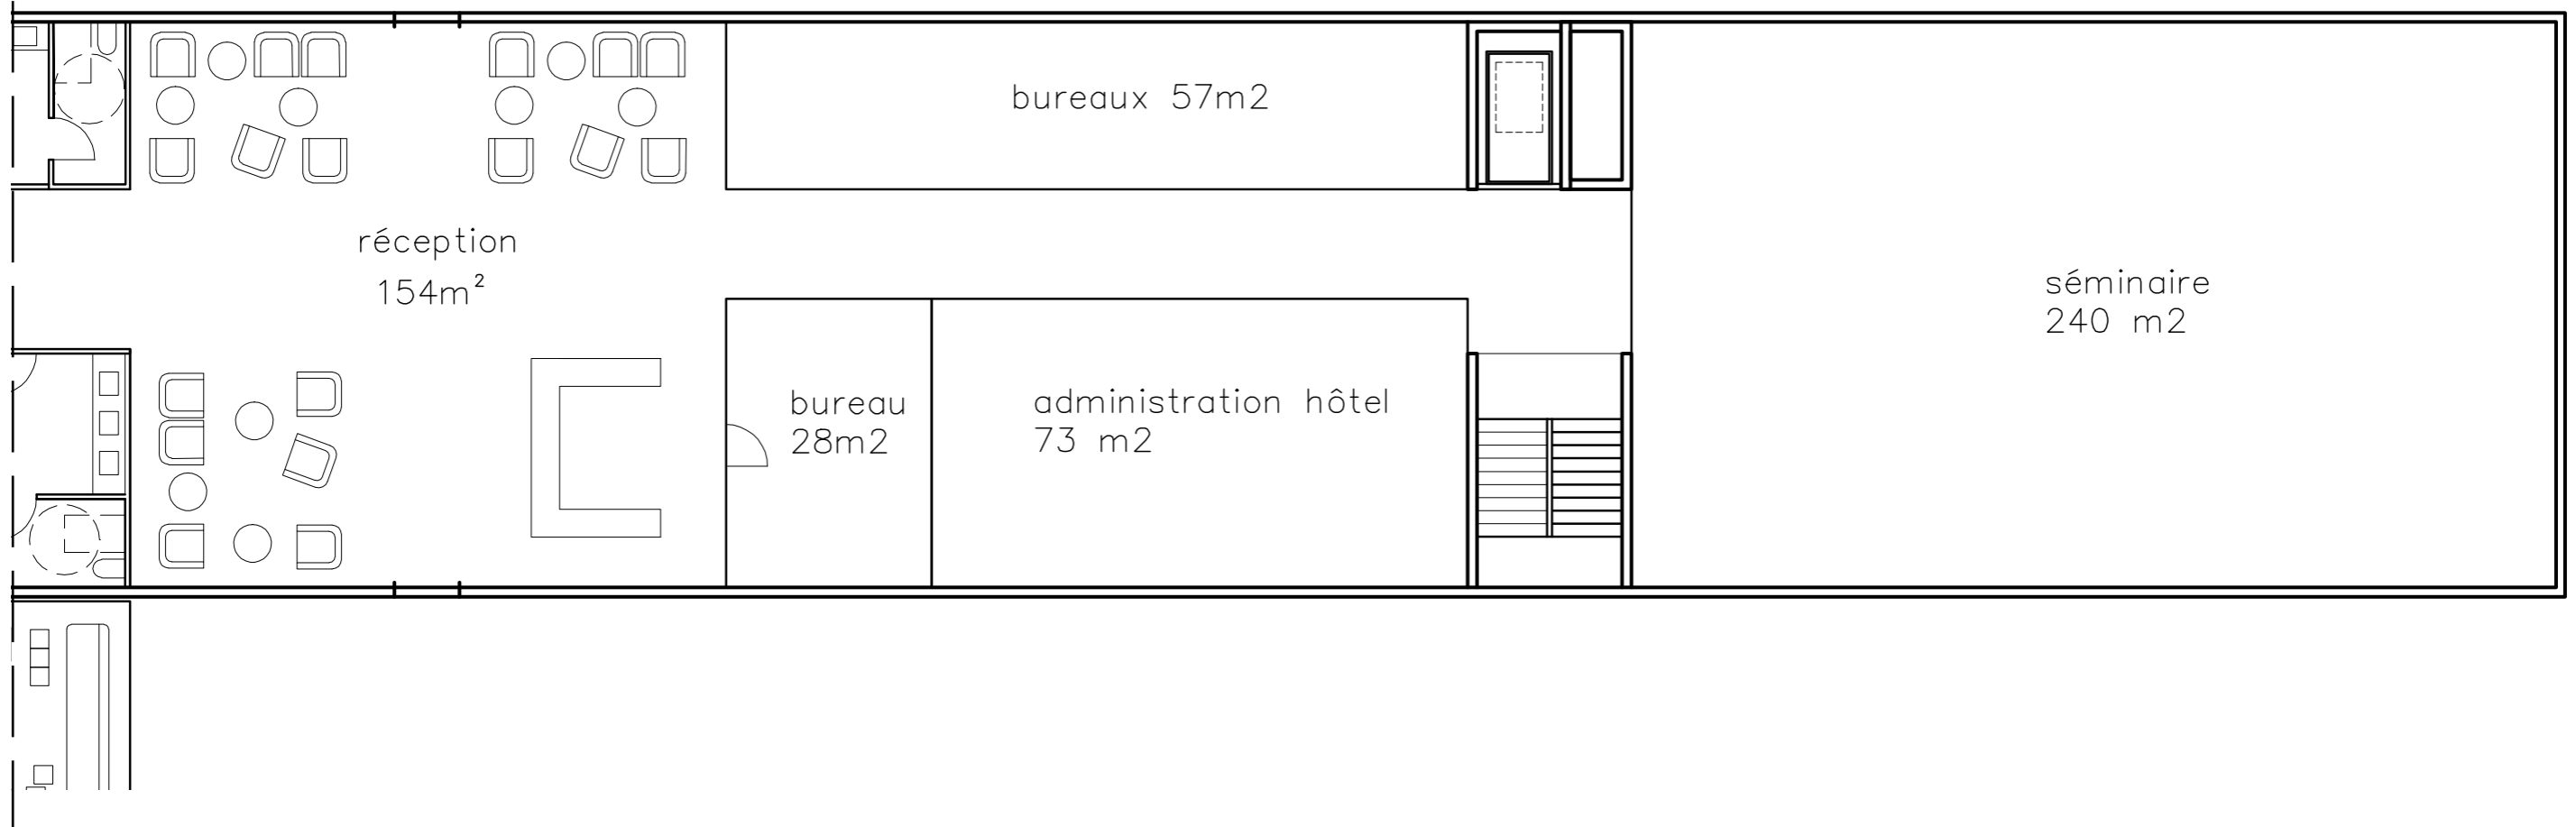 bureaux 57m2
réception
154m²
séminaire
240 m2
bureau
28m2
administration hôtel
73 m2